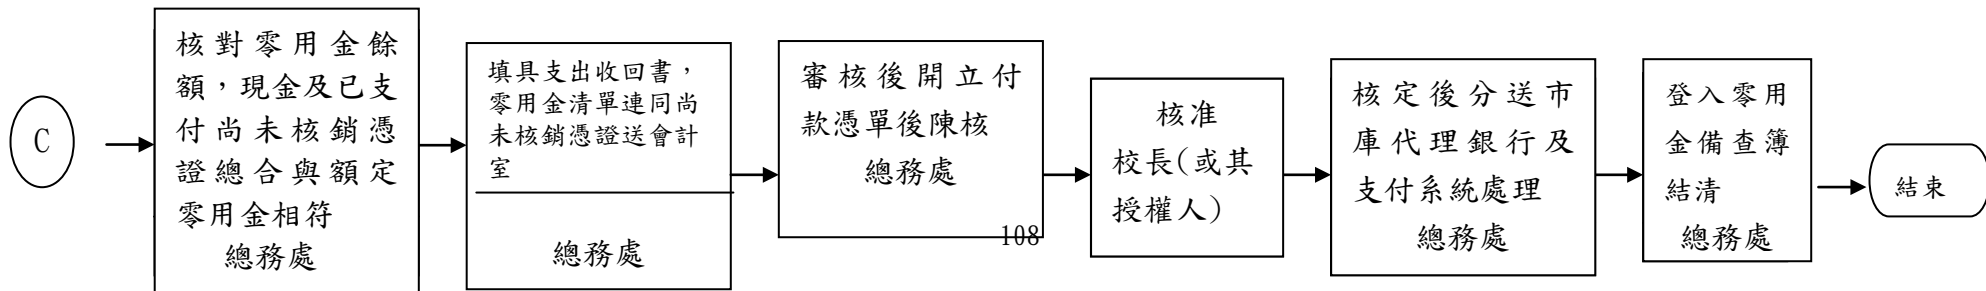 C
核對零用金餘
額，現金及已支
付尚未核銷憑
證總合與額定
零用金相符
總務處
填具支出收回書，
零用金清單連同尚
未核銷憑證送會計
室
總務處
審核後開立付
款憑單後陳核
總務處
108
核准
校長(或其
授權人)
核定後分送市
庫代理銀行及
支付系統處理
總務處
登入零用
金備查簿
結清
總務處
結束